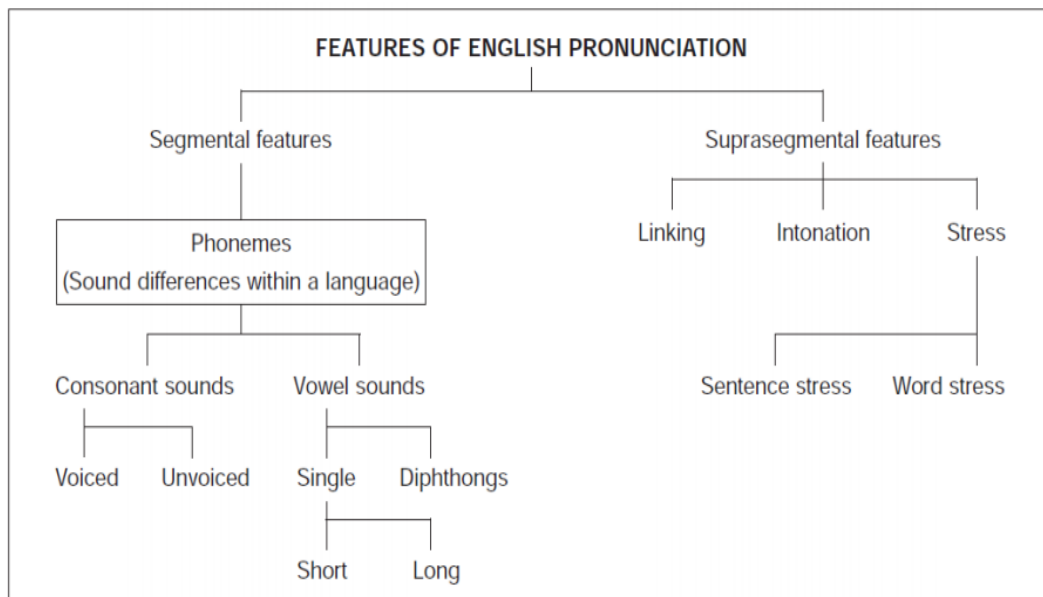 FEATURES OF ENGLISH PRONUNCIATION
Segmental features
Suprasegmental features
Phonemes
(Sound differences within a language)
Linking
Intonation
Stress
Consonant sounds
Vowel sounds
Sentence stress
Word stress
Voiced
Unvoiced
Single
Diphthongs
Short
Long